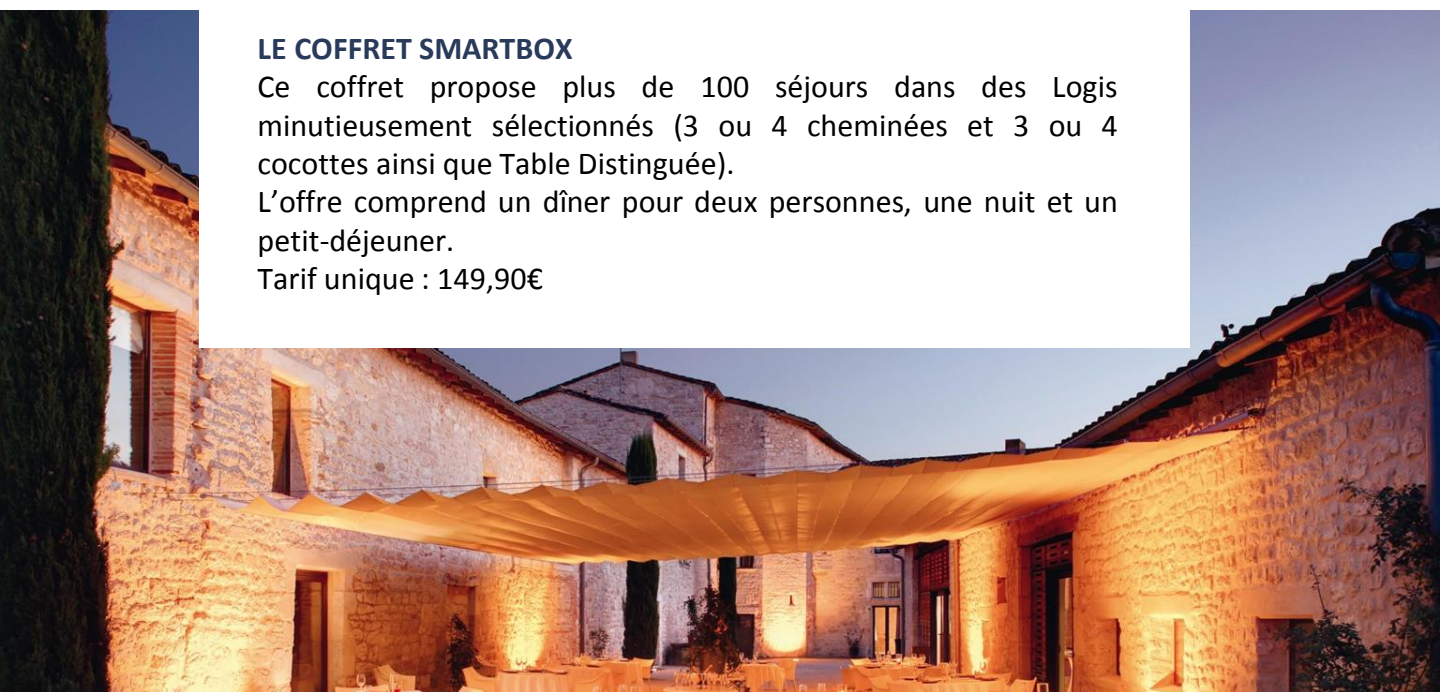 LE COFFRET SMARTBOX
Ce coffret propose plus de 100 séjours dans des Logis
minutieusement sélectionnés (3 ou 4 cheminées et 3 ou 4
cocottes ainsi que Table Distinguée).
L’offre comprend un dîner pour deux personnes, une nuit et un
petit-déjeuner.
Tarif unique : 149,90€